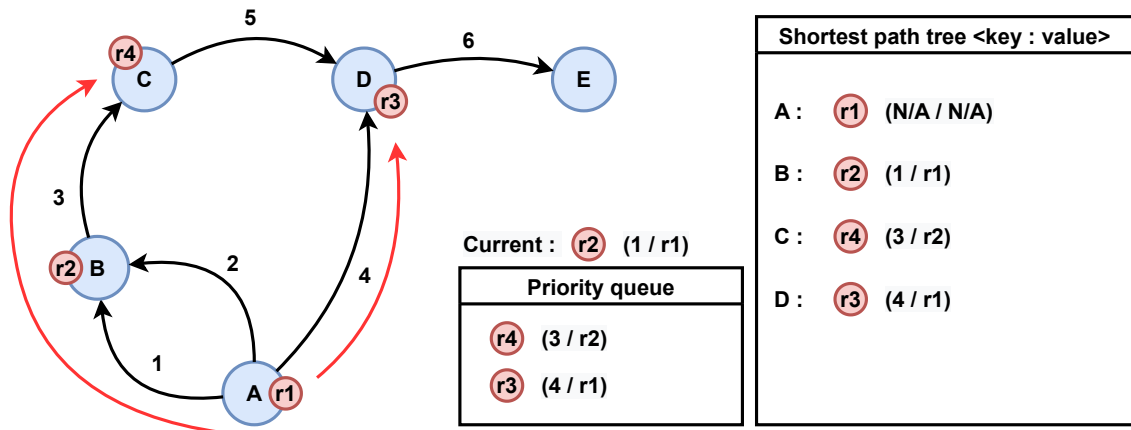 5
6
r4
C
D
r3
E
3
r2
B
2
4
1
A
r1
Current : r2 (1 / r1)
Priority queue
r4 (3 / r2)
r3 (4 / r1)
Shortest path tree <key : value>
A : r1 (N/A / N/A)
B : r2 (1 / r1)
C : r4 (3 / r2)
D : r3 (4 / r1)